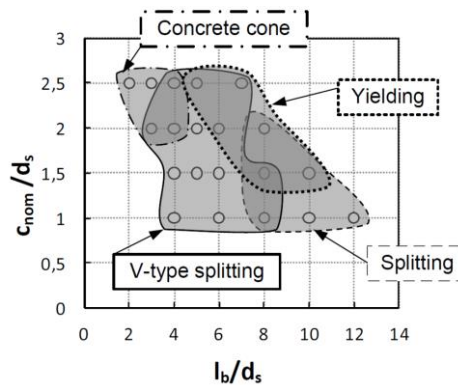 Concrete cone
3
2,5
2
1,5
1
0,5
0
c_nom/d_s
Yielding
V-type splitting
Splitting
0 2 4 6 8 10 12 14
l_b/d_s